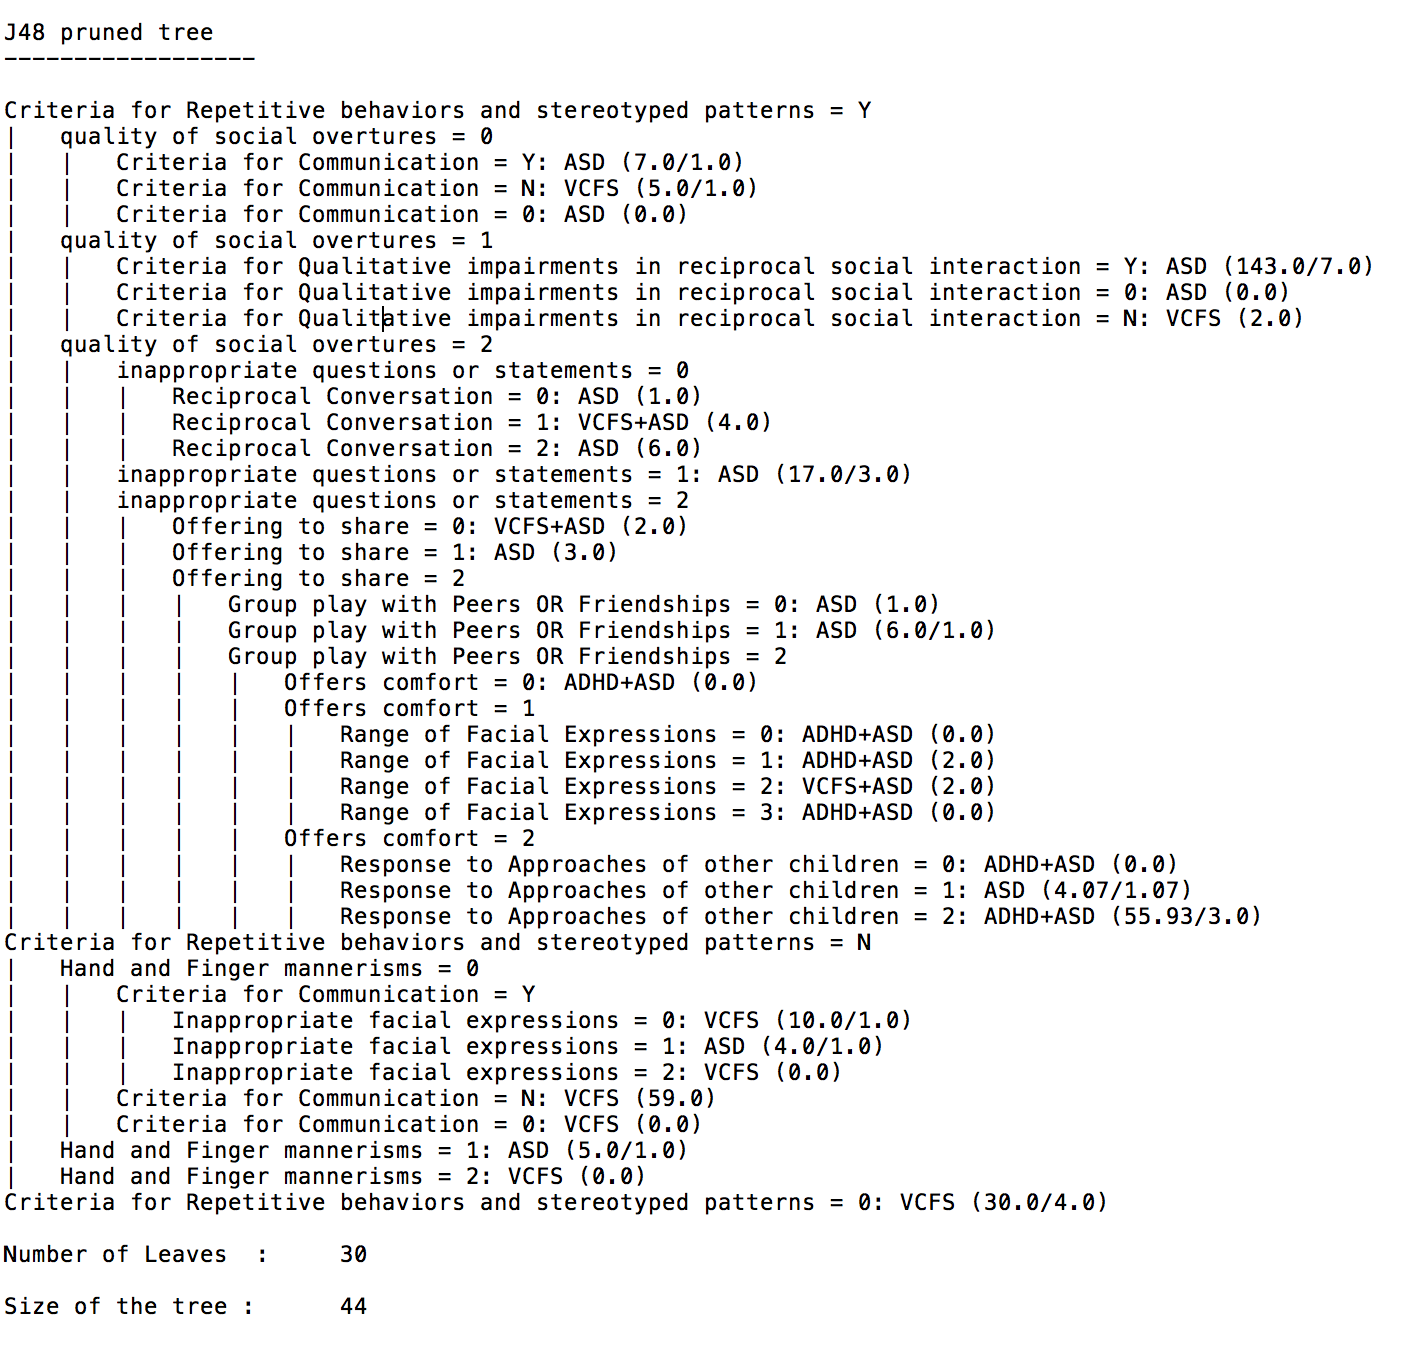 J48 pruned tree
------------------
Criteria for Repetitive behaviors and stereotyped patterns = Y
|   quality of social overtures = 0
|   |   Criteria for Communication = Y: ASD (7.0/1.0)
|   |   Criteria for Communication = N: VCFS (5.0/1.0)
|   |   Criteria for Communication = 0: ASD (0.0)
|   quality of social overtures = 1
|   |   Criteria for Qualitative impairments in reciprocal social interaction = Y: ASD (143.0/7.0)
|   |   Criteria for Qualitative impairments in reciprocal social interaction = 0: ASD (0.0)
|   |   Criteria for Qualitative impairments in reciprocal social interaction = N: VCFS (2.0)
|   quality of social overtures = 2
|   |   inappropriate questions or statements = 0
|   |   |   Reciprocal Conversation = 0: ASD (1.0)
|   |   |   Reciprocal Conversation = 1: VCFS+ASD (4.0)
|   |   |   Reciprocal Conversation = 2: ASD (6.0)
|   |   inappropriate questions or statements = 1: ASD (17.0/3.0)
|   |   inappropriate questions or statements = 2
|   |   |   Offering to share = 0: VCFS+ASD (2.0)
|   |   |   Offering to share = 1: ASD (3.0)
|   |   |   Offering to share = 2
|   |   |   |   Group play with Peers OR Friendships = 0: ASD (1.0)
|   |   |   |   Group play with Peers OR Friendships = 1: ASD (6.0/1.0)
|   |   |   |   Group play with Peers OR Friendships = 2
|   |   |   |   |   Offers comfort = 0: ADHD+ASD (0.0)
|   |   |   |   |   Offers comfort = 1
|   |   |   |   |   |   Range of Facial Expressions = 0: ADHD+ASD (0.0)
|   |   |   |   |   |   Range of Facial Expressions = 1: ADHD+ASD (2.0)
|   |   |   |   |   |   Range of Facial Expressions = 2: VCFS+ASD (2.0)
|   |   |   |   |   |   Range of Facial Expressions = 3: ADHD+ASD (0.0)
|   |   |   |   |   Offers comfort = 2
|   |   |   |   |   |   Response to Approaches of other children = 0: ADHD+ASD (0.0)
|   |   |   |   |   |   Response to Approaches of other children = 1: ASD (4.07/1.07)
|   |   |   |   |   |   Response to Approaches of other children = 2: ADHD+ASD (55.93/3.0)
Criteria for Repetitive behaviors and stereotyped patterns = N
|   Hand and Finger mannerisms = 0
|   |   Criteria for Communication = Y
|   |   |   Inappropriate facial expressions = 0: VCFS (10.0/1.0)
|   |   |   Inappropriate facial expressions = 1: ASD (4.0/1.0)
|   |   |   Inappropriate facial expressions = 2: VCFS (0.0)
|   |   Criteria for Communication = N: VCFS (59.0)
|   |   Criteria for Communication = 0: VCFS (0.0)
|   Hand and Finger mannerisms = 1: ASD (5.0/1.0)
|   Hand and Finger mannerisms = 2: VCFS (0.0)
Criteria for Repetitive behaviors and stereotyped patterns = 0: VCFS (30.0/4.0)
Number of Leaves  :     30
Size of the tree :      44